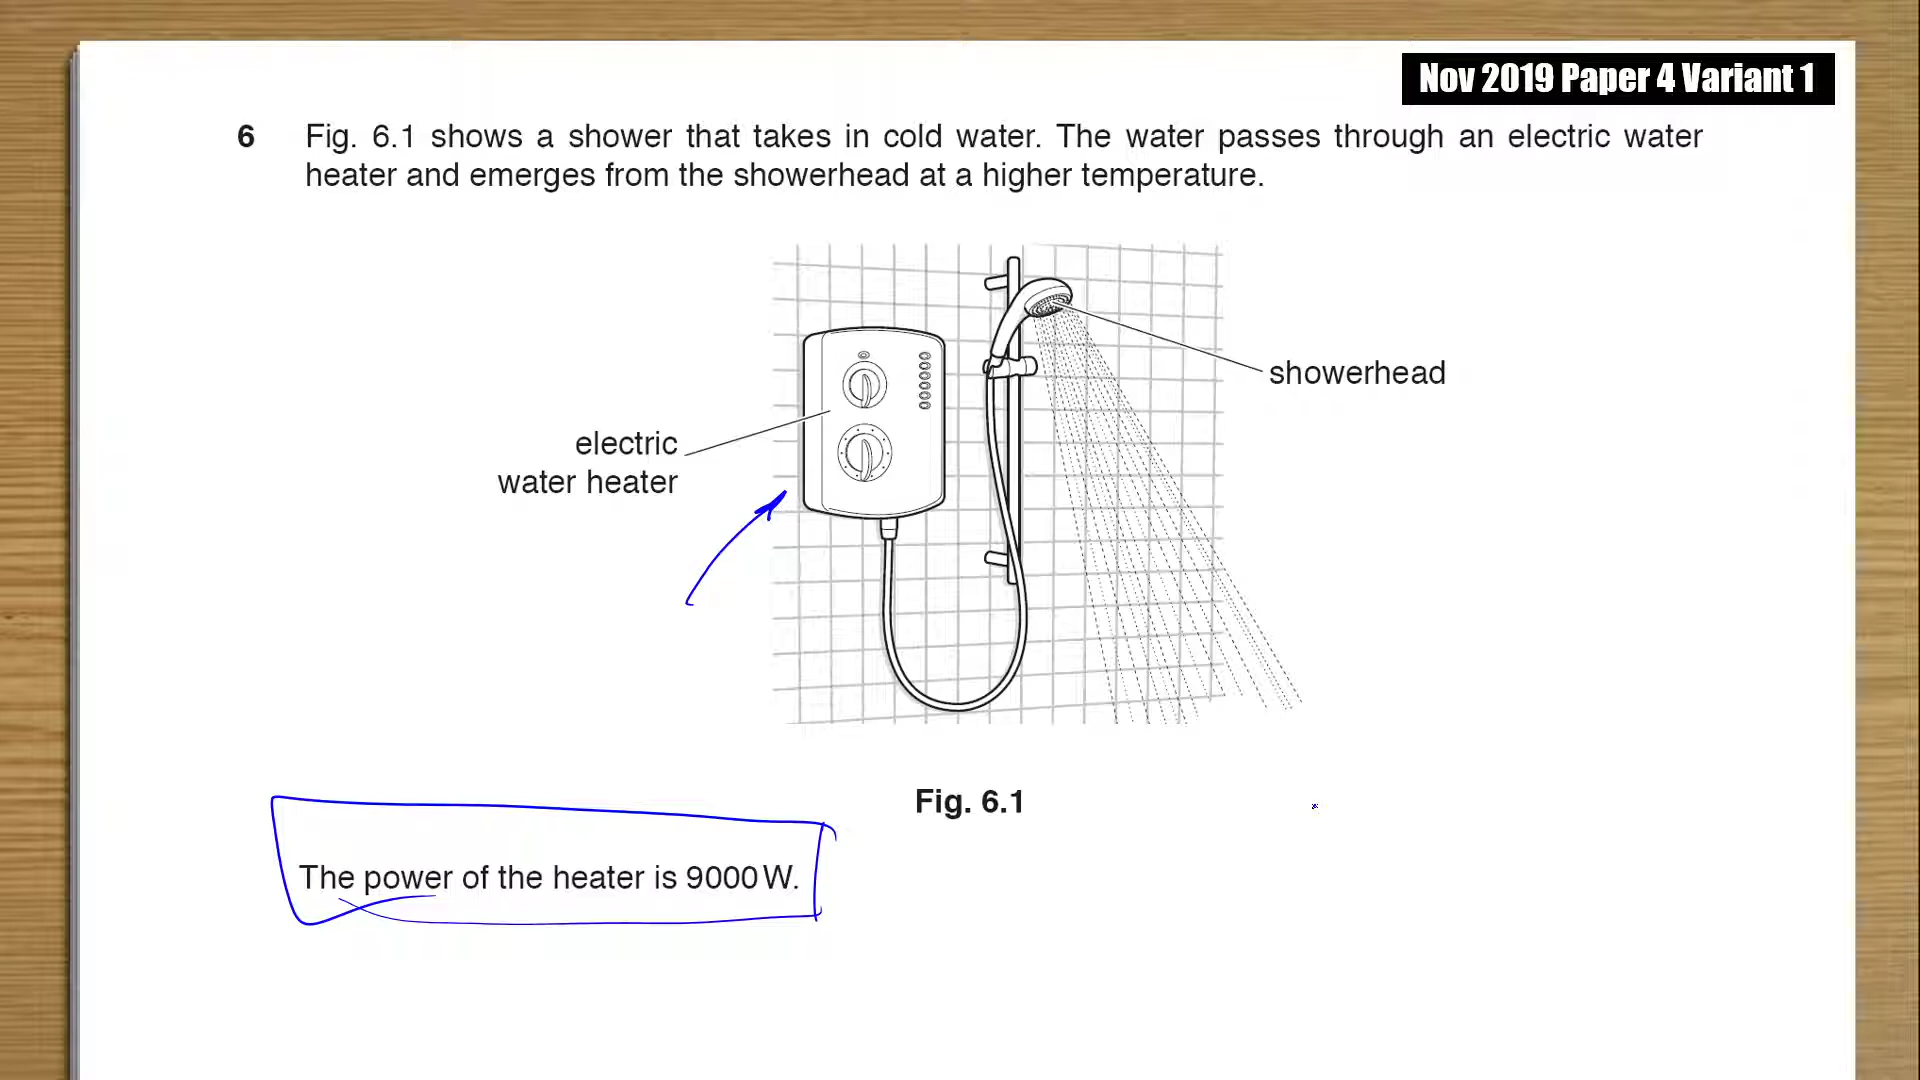 Nov 2019 Paper 4 Variant 1
6 Fig. 6.1 shows a shower that takes in cold water. The water passes through an electric water
heater and emerges from the showerhead at a higher temperature.
showerhead
electric
water heater
Fig. 6.1
The power of the heater is 9000 W.